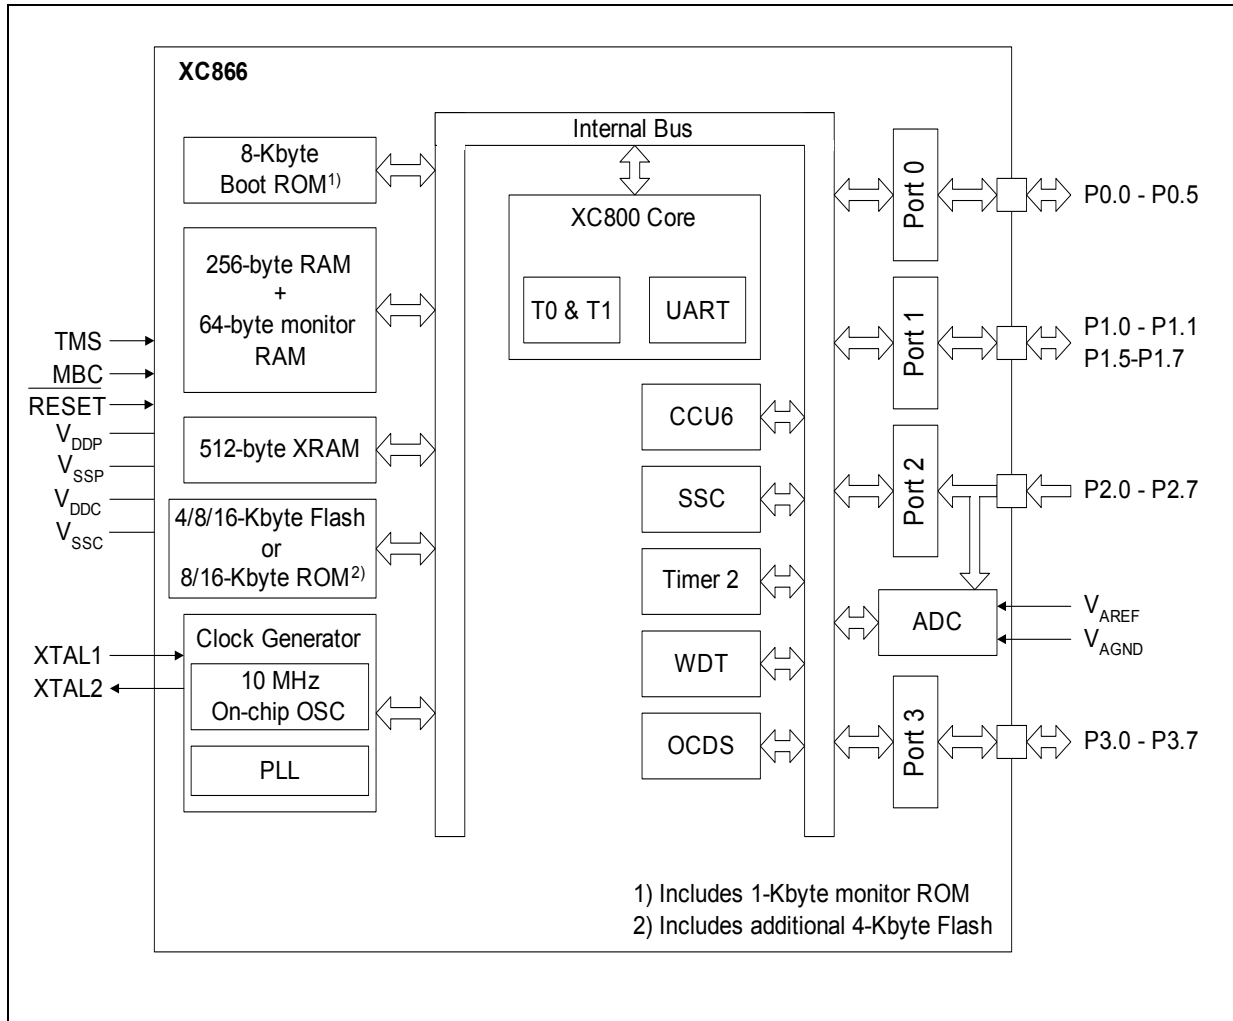 XC866
Internal Bus
8-Kbyte
Boot ROM1)
256-byte RAM
+
64-byte monitor
RAM
512-byte XRAM
4/8/16-Kbyte Flash
or
8/16-Kbyte ROM2)
Clock Generator
10 MHz
On-chip OSC
PLL
TMS
MBC
RESET
VDDP
VSSP
VDDC
VSSC
XTAL1
XTAL2
XC800 Core
T0 & T1
UART
CCU6
SSC
Timer 2
WDT
OCDS
Port 0
Port 1
Port 2
ADC
Port 3
P0.0 - P0.5
P1.0 - P1.1
P1.5-P1.7
P2.0 - P2.7
VAREF
VAGND
P3.0 - P3.7
1) Includes 1-Kbyte monitor ROM
2) Includes additional 4-Kbyte Flash